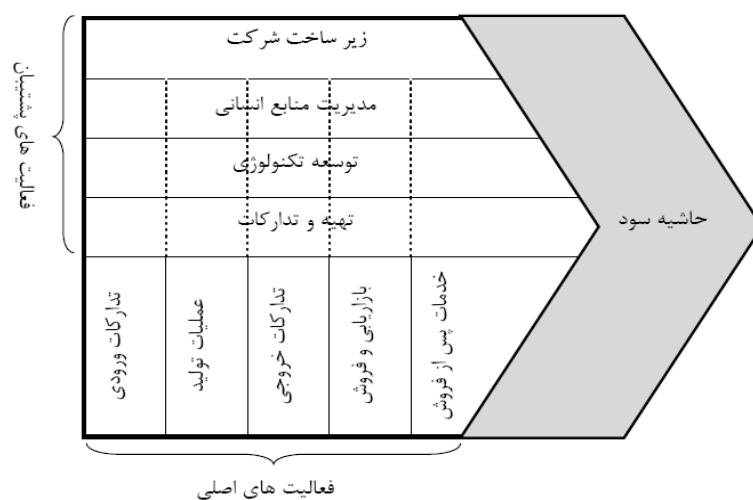 زیر ساخت شرکت
مدیریت منابع انسانی
توسعه تکنولوژی
تهیه و تدارکات
فعالیت های پشتیبان
حاشیه سود
تدارکات ورودی
عملیات تولید
تدارکات خروجی
بازاریابی و فروش
خدمات پس از فروش
فعالیت های اصلی